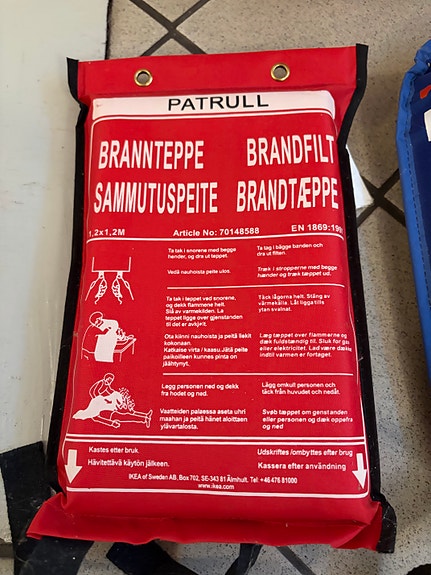 PATRULL
BRANNTEPPE BRANDFILT
SAMMUTUSPEITE BRANDTÆPPE
1,2x1,2M Article No: 70148588 EN 1869:199
Ta tak i snorene med begge
hender, og dra ut teppet.
Vedä nauhoista peite ulos.
Ta tag i bägge banden och
dra ut filten.
Træk i stropperne med begge
hænder og træk tæppet ud.
Ta tak i teppet ved snorene,
og dekk flammene helt.
Slå av varmekilden. La
teppet ligge over gjenstanden
til det er avkjølt.
Ota kiinni nauhoista ja peitä liekit
kokonaan.
Katkaise virta / kaasu.Jätä peite
paikoilleen kunnes pinta on
jäähtynyt.
Täck lågorna helt. Stäng av
värmekälla. Låt ligga tills
ytan svalnat.
Læg tæppet over flammerne og
dæk fuldstændig til. Sluk for gas
eller elektricitet. Lad være dække
indtil varmen er fortaget.
Legg personen ned og dekk
fra hodet og ned.
Vaatteiden palaessa aseta uhri
maahan ja peitä hänet aloittaen
ylävartalosta.
Lägg omkult personen och
täck från huvudet och nedåt.
Svøb tæppet om genstanden
eller personen og dæk oppefra
og ned
Kastes etter bruk.
Hävitettävä käytön jälkeen.
Udskriftes /ombyttes efter brug
Kassera efter användning
IKEA of Sweden AB, Box 702, SE-343 81 Älmhult. Tel: +46 476 81000
www.ikea.com